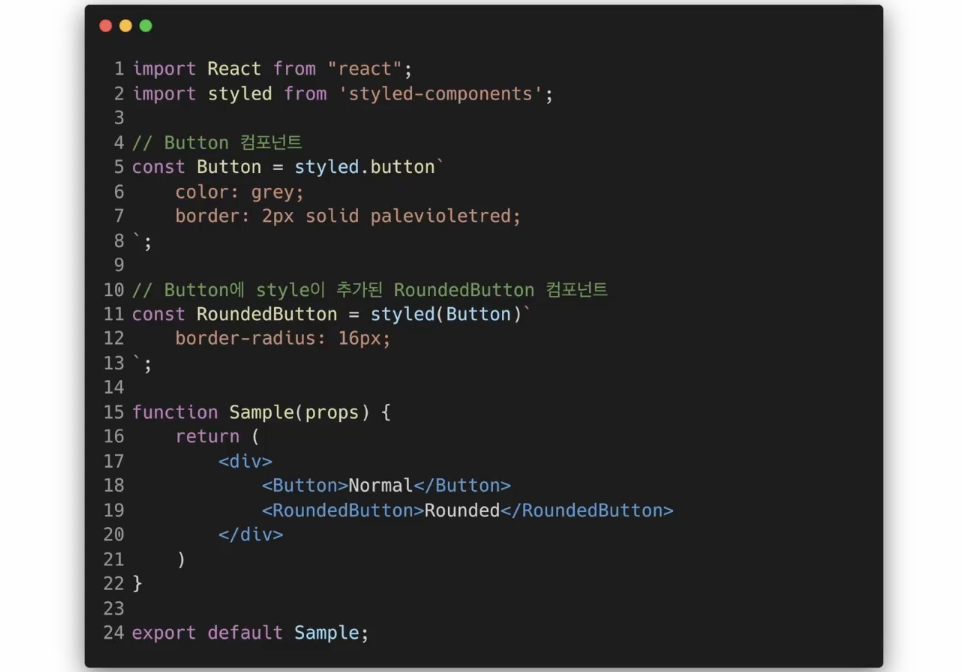 1 import React from "react";
2 import styled from 'styled-components';
3
4 // Button 컴포넌트
5 const Button = styled.button`
6     color: grey;
7     border: 2px solid palevioletred;
8 `;
9
10 // Button에 style이 추가된 RoundedButton 컴포넌트
11 const RoundedButton = styled(Button)`
12     border-radius: 16px;
13 `;
14
15 function Sample(props) {
16     return (
17         <div>
18             <Button>Normal</Button>
19             <RoundedButton>Rounded</RoundedButton>
20         </div>
21     )
22 }
23
24 export default Sample;